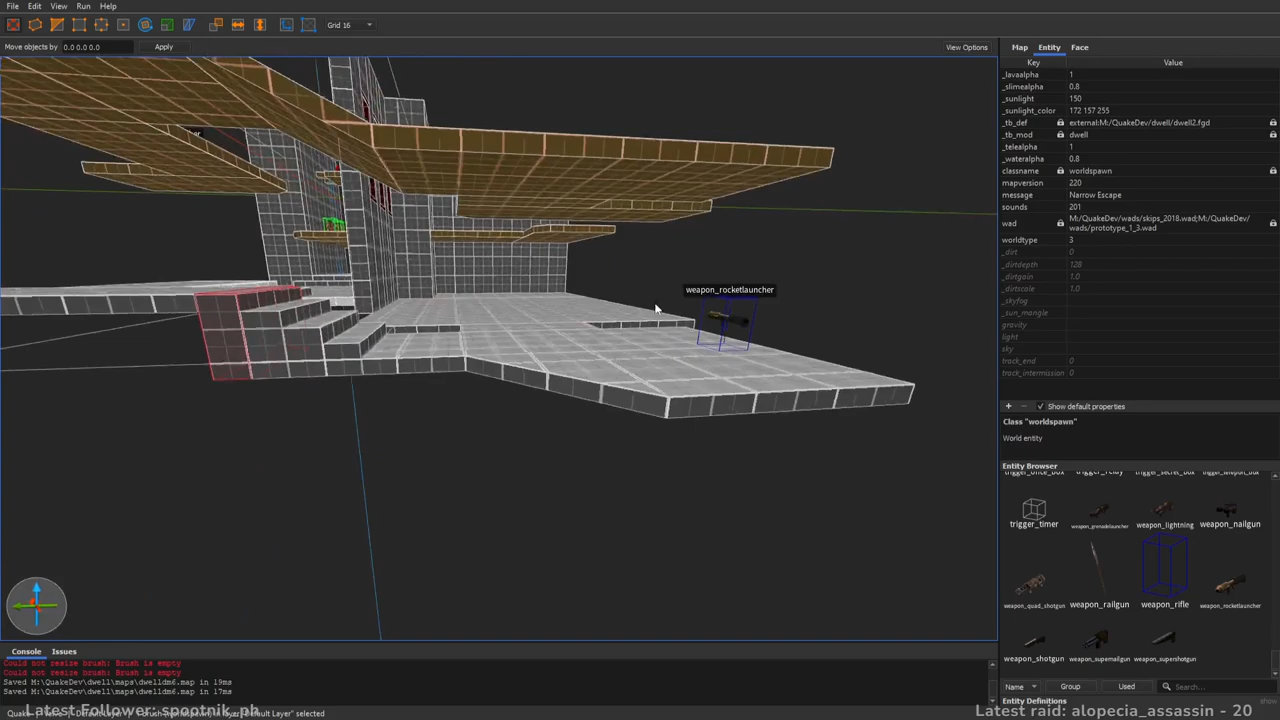 File Edit View Run Help
Grid 16
Move objects by 0.0 0.0 0.0 Apply View Options
Map Entity Face
Key Value
_lavaalpha 1
_slimealpha 0.8
_sunlight 150
_sunlight_color 172 157 255
_tb_def external:M:/QuakeDev/dwell/dwell2.fgd
_tb_mod dwell
_telealpha 1
_wateralpha 0.8
classname worldspawn
mapversion 220
message Narrow Escape
sounds 201
wad M:/QuakeDev/wads/skips_2018.wad;M:/QuakeDev/
wads/prototype_1_3.wad
worldtype 3
_dirt 0
_dirtdepth 128
_dirtgain 1.0
_dirtscale 1.0
_skyfog
_sun_mangle
gravity
light
sky
track_end 0
track_intermission 0
Show default properties
Class "worldspawn"
World entity
Entity Browser
trigger_once_box trigger_relay trigger_secret_box trigger_teleport_box
trigger_timer weapon_grenadelauncher weapon_lightning weapon_nailgun
weapon_quad_shotgun weapon_railgun weapon_rifle weapon_rocketlauncher
weapon_shotgun weapon_supernailgun weapon_supershotgun
Name Group Used Search...
Entity Definitions show
weapon_rocketlauncher
Console Issues
Could not resize brush: Brush is empty
Could not resize brush: Brush is empty
Saved M:\QuakeDev\dwell\maps\dwelldm6.map in 19ms
Saved M:\QuakeDev\dwell\maps\dwelldm6.map in 17ms
Latest Follower: spootnik_ph
Latest raid: alopecia_assassin - 20